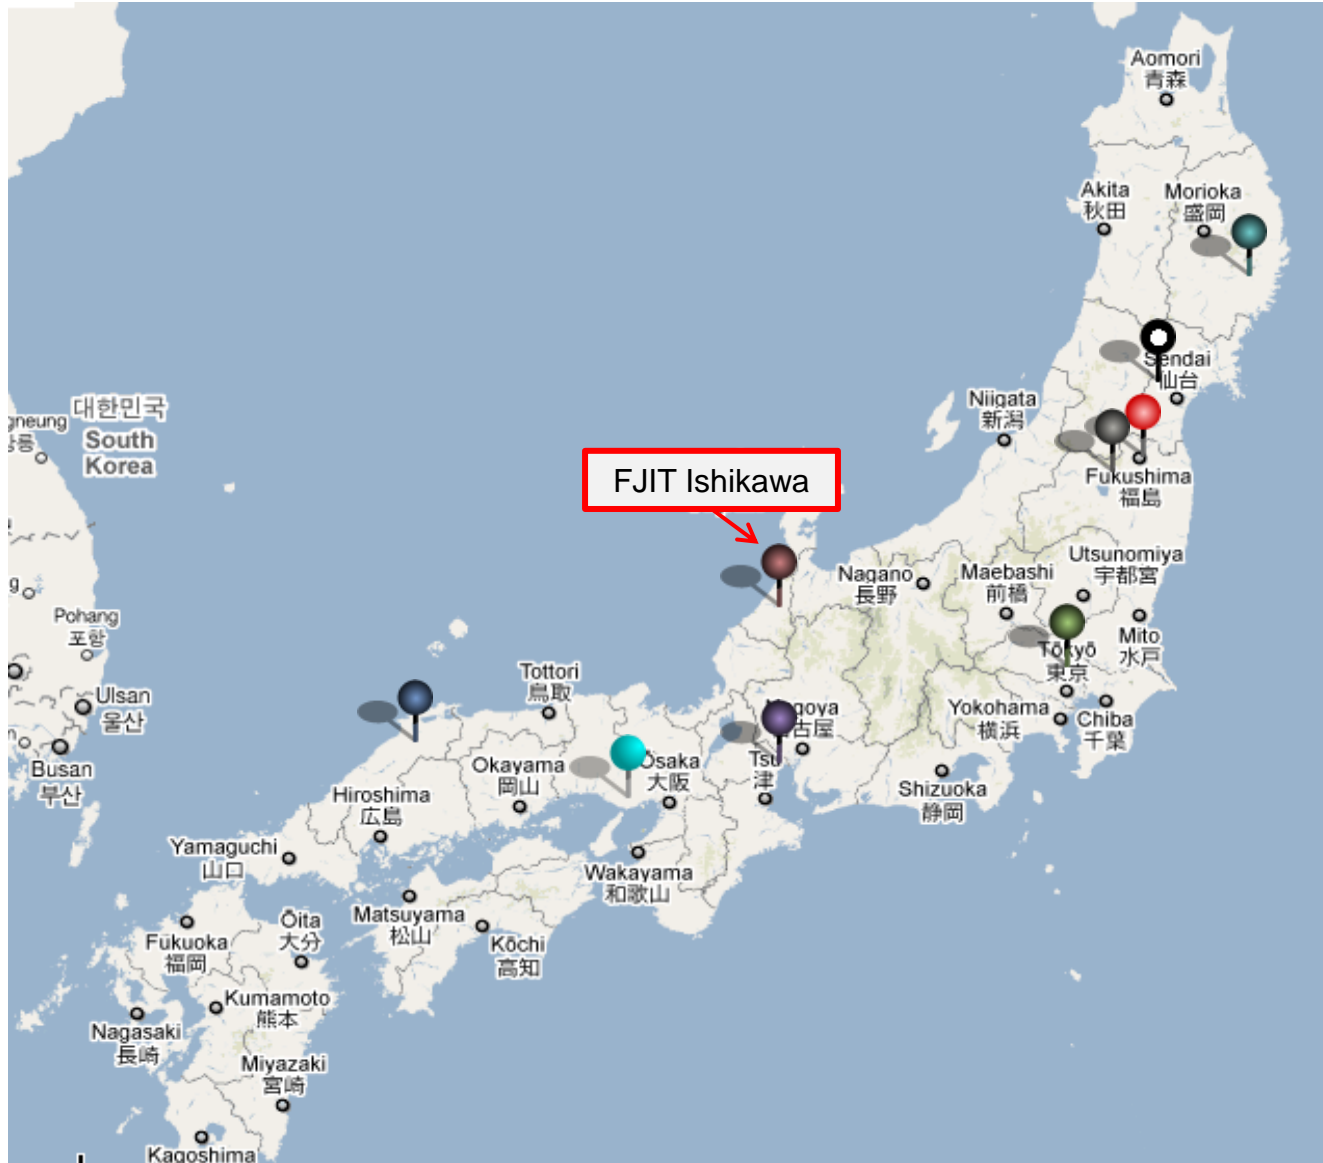 Aomori
青森
Akita
秋田
Morioka
盛岡
Sendai
仙台
Niigata
新潟
대한민국
South
Korea
Fukushima
福島
FJIT Ishikawa
Nagano
長野
Maebashi
前橋
Utsunomiya
宇都宮
Pohang
포항
Mito
水戸
Tōkyō
東京
Tottori
鳥取
Ulsan
울산
Yokohama
横浜
Chiba
千葉
Busan
부산
Okayama
岡山
Ōsaka
大阪
Tsu
津
Shizuoka
静岡
Hiroshima
広島
Yamaguchi
山口
Wakayama
和歌山
Matsuyama
松山
Ōita
大分
Fukuoka
福岡
Kōchi
高知
Kumamoto
熊本
Nagasaki
長崎
Miyazaki
宮崎
Kagoshima